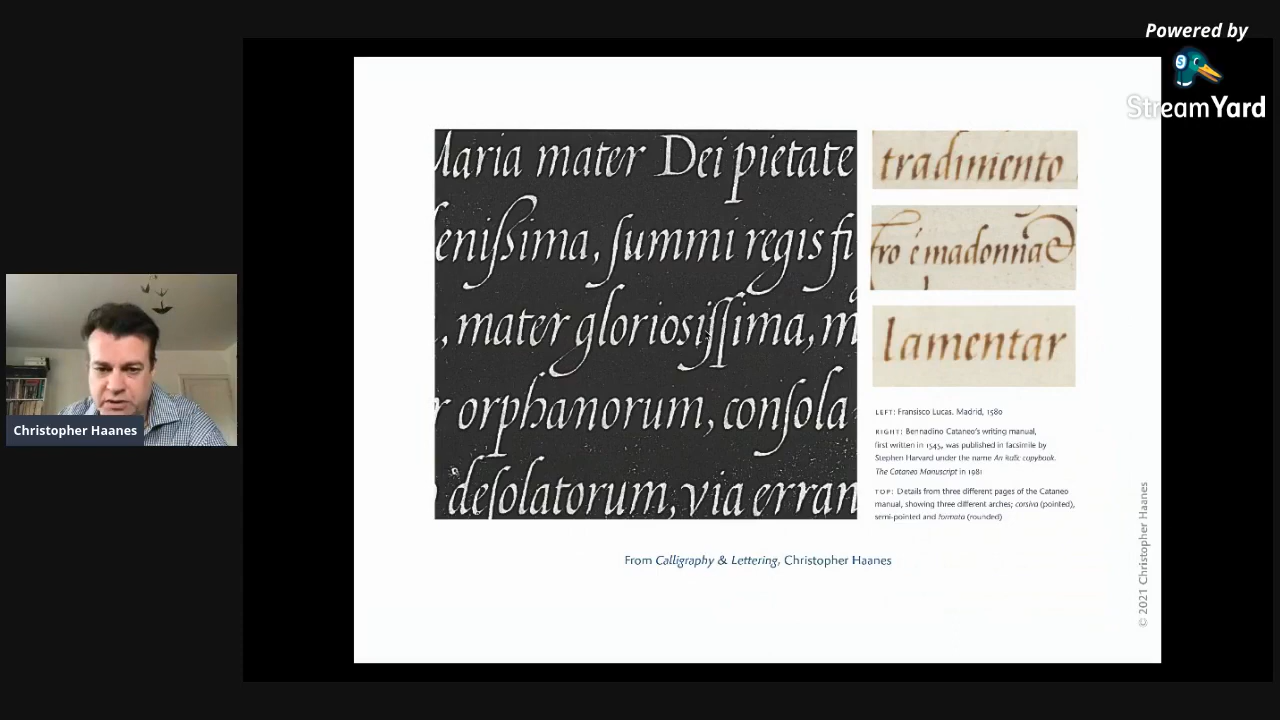 Powered by
StreamYard
Maria mater Dei pietate
enißima, ſummi regis fi
, mater glorioſiſſima, m
r orphanorum, conſola
deſolatorum, via erran
tradimento
fro é madonna
lamentar
LEFT: Fransisco Lucas. Madrid, 1580
RIGHT: Bennadino Cataneo's writing manual,
first written in 1545, was published in facsimile by
Stephen Harvard under the name An Italic copybook.
The Cataneo Manuscript in 1981
TOP: Details from three different pages of the Cataneo
manual, showing three different arches; corsiva (pointed),
semi-pointed and formata (rounded)
From Calligraphy & Lettering, Christopher Haanes
© 2021 Christopher Haanes
Christopher Haanes